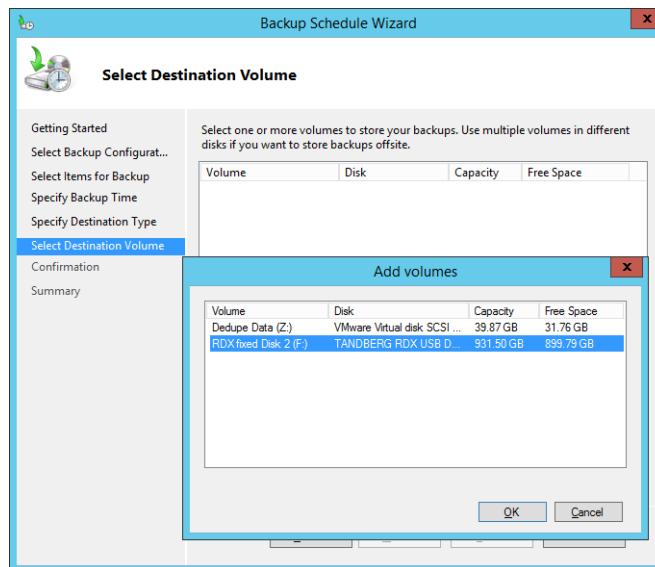 Backup Schedule Wizard
x
Select Destination Volume
Getting Started
Select Backup Configurat...
Select Items for Backup
Specify Backup Time
Specify Destination Type
Select Destination Volume
Confirmation
Summary
Select one or more volumes to store your backups. Use multiple volumes in different
disks if you want to store backups offsite.
Volume Disk Capacity Free Space
Add volumes
x
Volume Disk Capacity Free Space
Dedupe Data (Z:) VMware Virtual disk SCSI ... 39.87 GB 31.76 GB
RDX fixed Disk 2 (F:) TANDBERG RDX USB D... 931.50 GB 899.79 GB
OK Cancel